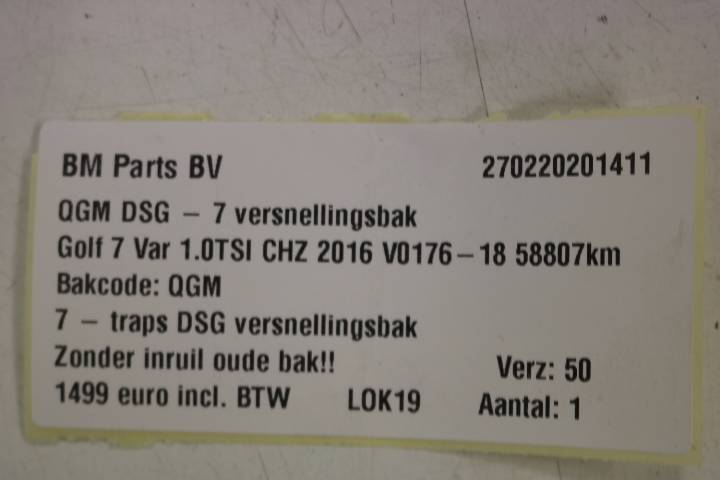 BM Parts BV 270220201411
QGM DSG - 7 versnellingsbak
Golf 7 Var 1.0TSI CHZ 2016 V0176-18 58807km
Bakcode: QGM
7 - traps DSG versnellingsbak
Zonder inruil oude bak!! Verz: 50
1499 euro incl. BTW LOK19 Aantal: 1